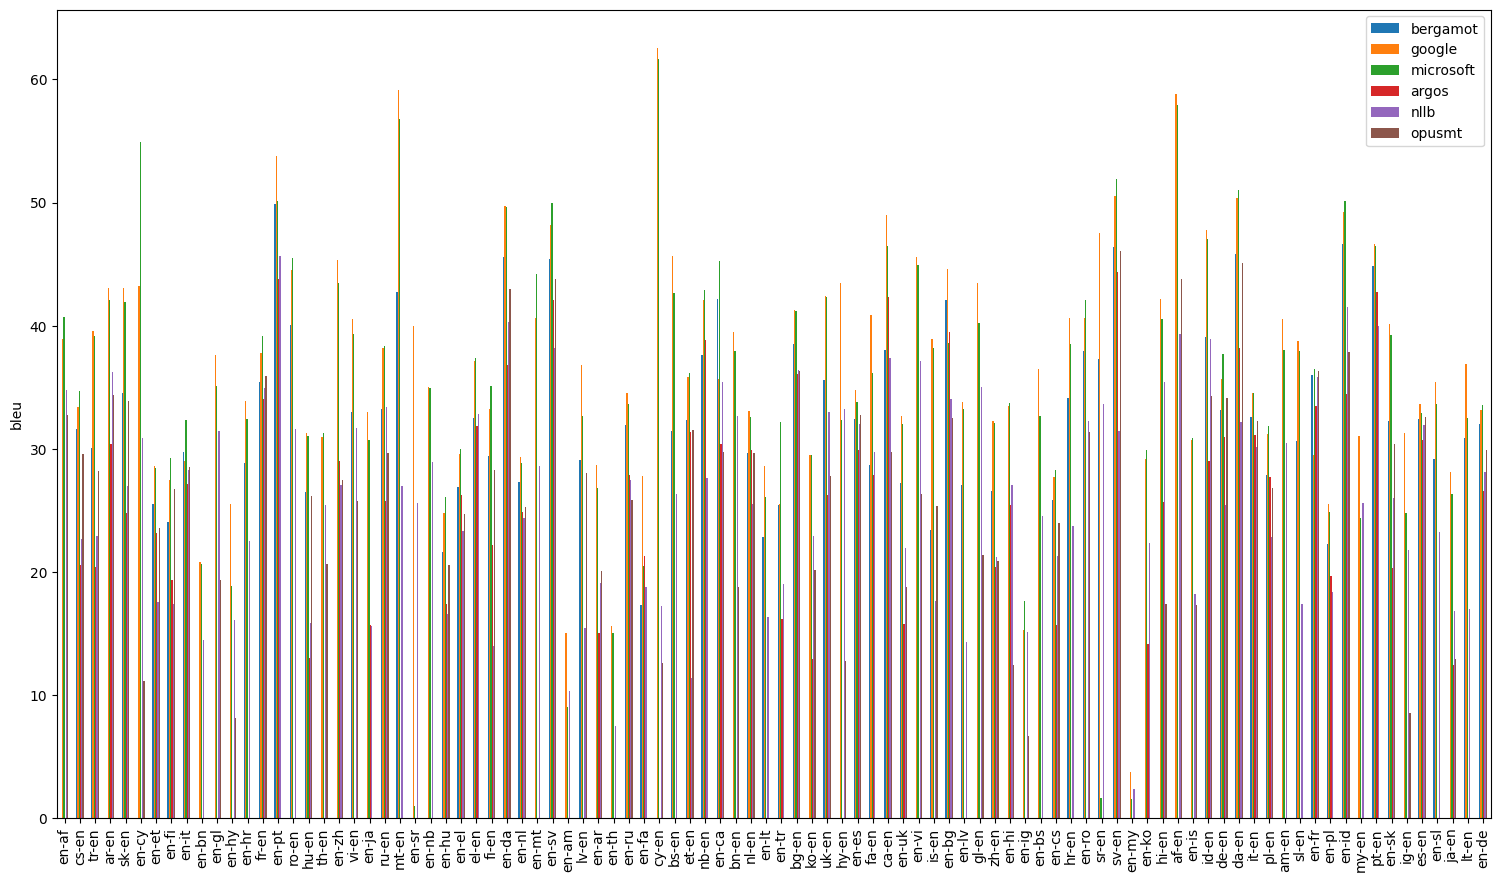 bergamot
google
microsoft
argos
nllb
opusmt
bleu
60
50
40
30
20
10
0
en-af
cs-en
tr-en
ar-en
sk-en
en-cy
en-et
en-fi
en-it
en-bn
en-gl
en-hy
en-hr
fr-en
en-pt
ro-en
hu-en
th-en
en-zh
vi-en
en-ja
ru-en
mt-en
en-sr
en-nb
en-hu
en-el
el-en
fi-en
en-da
en-nl
en-mt
en-sv
en-am
lv-en
en-ar
en-th
en-ru
en-fa
cy-en
bs-en
et-en
nb-en
en-ca
bn-en
nl-en
en-lt
en-tr
bg-en
ko-en
uk-en
hy-en
en-es
fa-en
ca-en
en-uk
en-vi
is-en
en-bg
en-lv
gl-en
zh-en
en-hi
en-ig
en-bs
en-cs
hr-en
en-ro
sr-en
sv-en
en-my
en-ko
hi-en
af-en
en-is
id-en
de-en
da-en
it-en
pl-en
am-en
sl-en
en-fr
en-pl
en-id
my-en
pt-en
en-sk
ig-en
es-en
en-sl
ja-en
lt-en
en-de